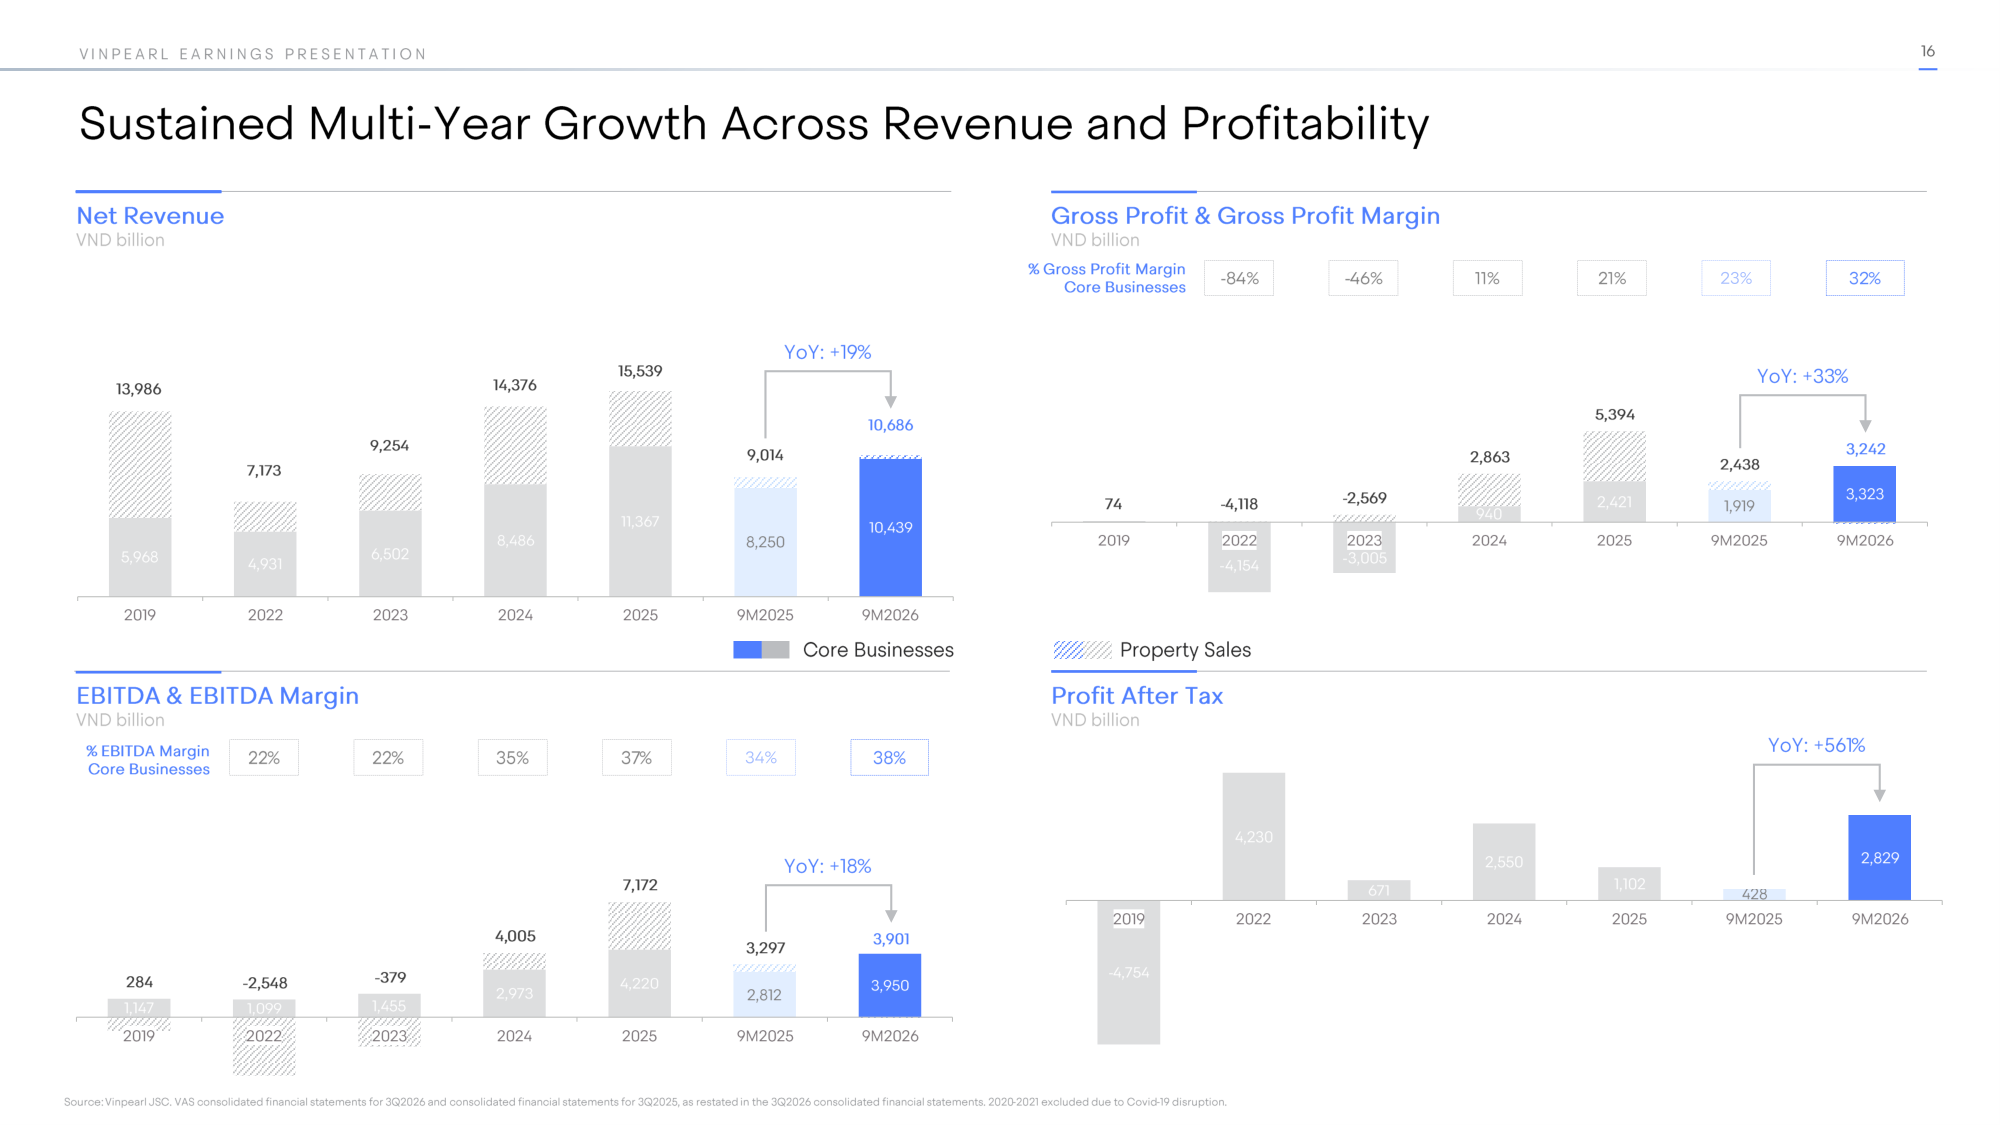 VINPEARL EARNINGS PRESENTATION
16
Sustained Multi-Year Growth Across Revenue and Profitability
Net Revenue
VND billion
YoY: +19%
13,986
7,173
9,254
14,376
15,539
9,014
10,686
5,968
4,931
6,502
8,486
11,367
8,250
10,439
2019
2022
2023
2024
2025
9M2025
9M2026
Gross Profit & Gross Profit Margin
VND billion
% Gross Profit Margin
Core Businesses
-84%
-46%
11%
21%
23%
32%
YoY: +33%
74
-4,118
-2,569
2,863
5,394
2,438
3,242
940
2,421
1,919
3,323
2019
2022
2023
2024
2025
9M2025
9M2026
-4,154
-3,005
Core Businesses
Property Sales
EBITDA & EBITDA Margin
VND billion
% EBITDA Margin
Core Businesses
22%
22%
35%
37%
34%
38%
YoY: +18%
284
-2,548
-379
4,005
7,172
3,297
3,901
1,147
1,099
1,455
2,973
4,220
2,812
3,950
2019
2022
2023
2024
2025
9M2025
9M2026
Profit After Tax
VND billion
YoY: +561%
4,230
671
2,550
1,102
428
2,829
2019
2022
2023
2024
2025
9M2025
9M2026
-4,754
Source: Vinpearl JSC. VAS consolidated financial statements for 3Q2026 and consolidated financial statements for 3Q2025, as restated in the 3Q2026 consolidated financial statements. 2020-2021 excluded due to Covid-19 disruption.